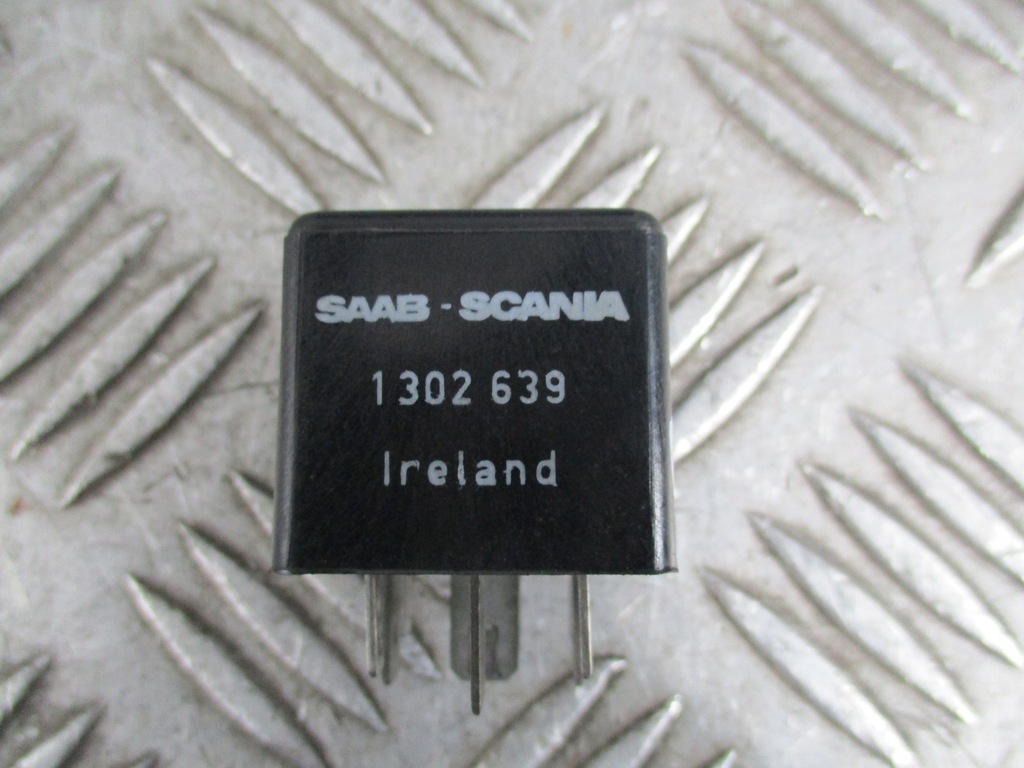 SAAB-SCANIA
1 302 639
Ireland